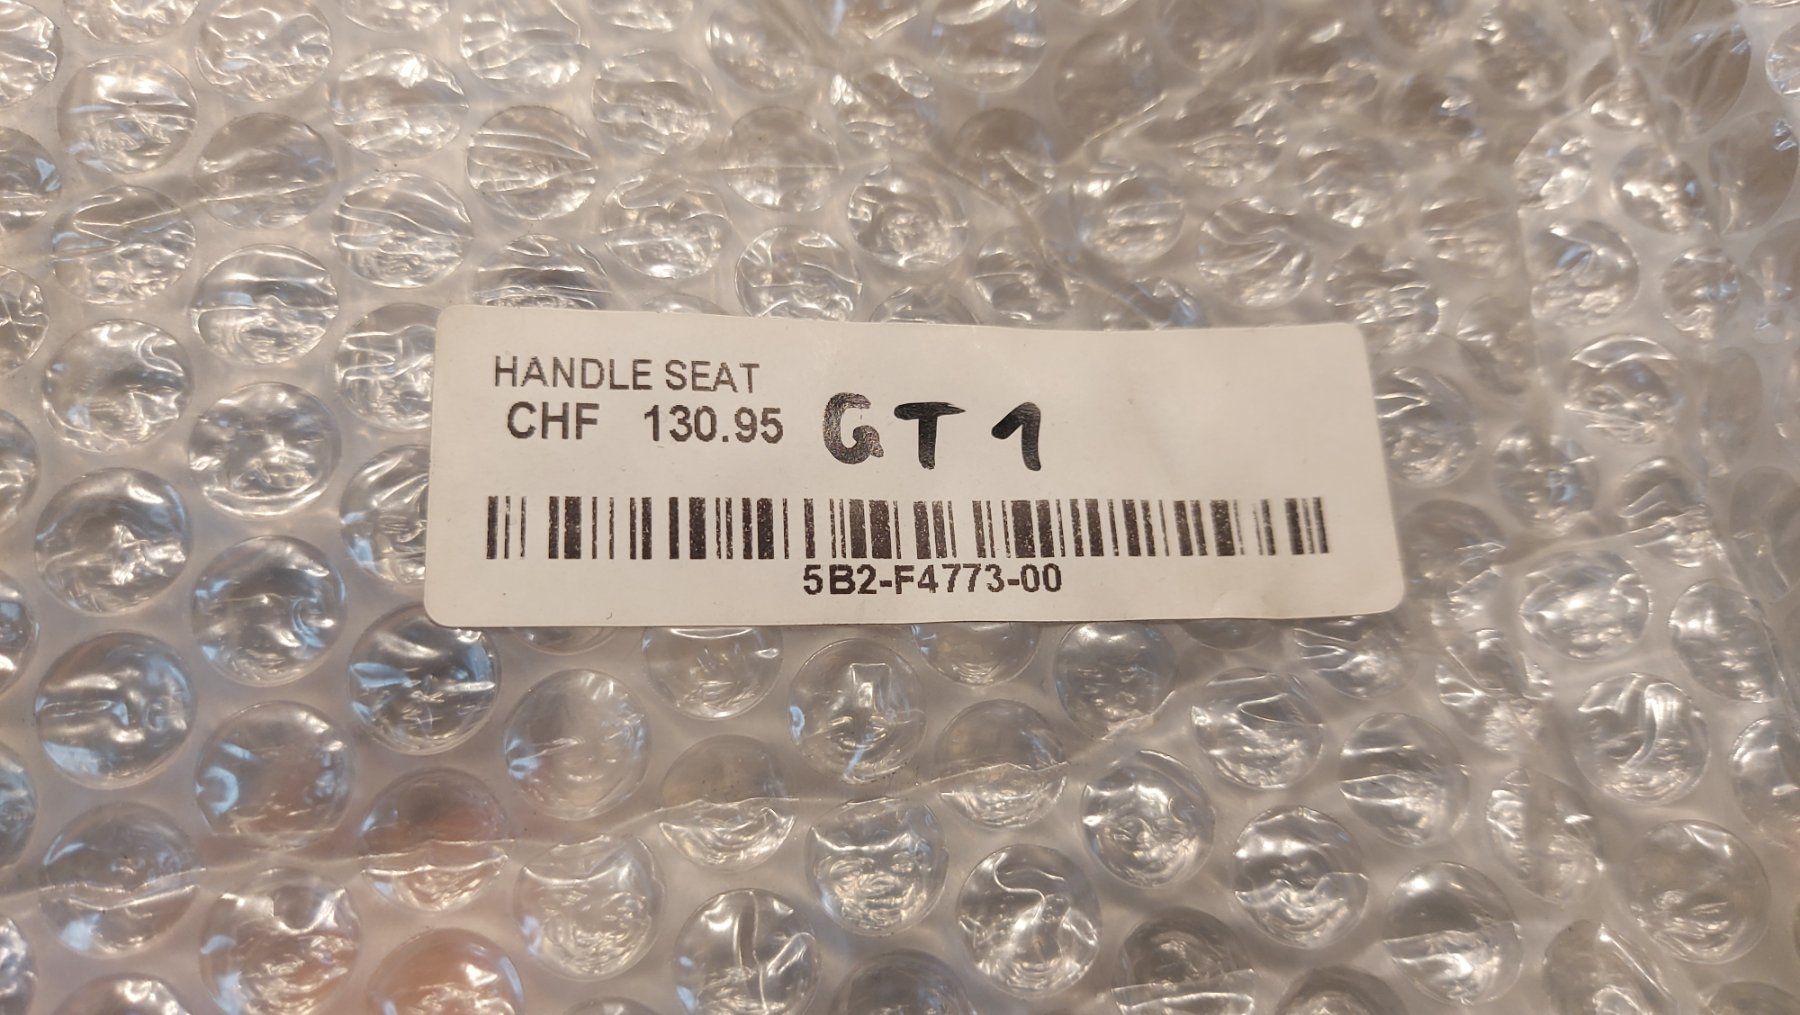 HANDLE SEAT
CHF 130.95 GT1
5B2-F4773-00